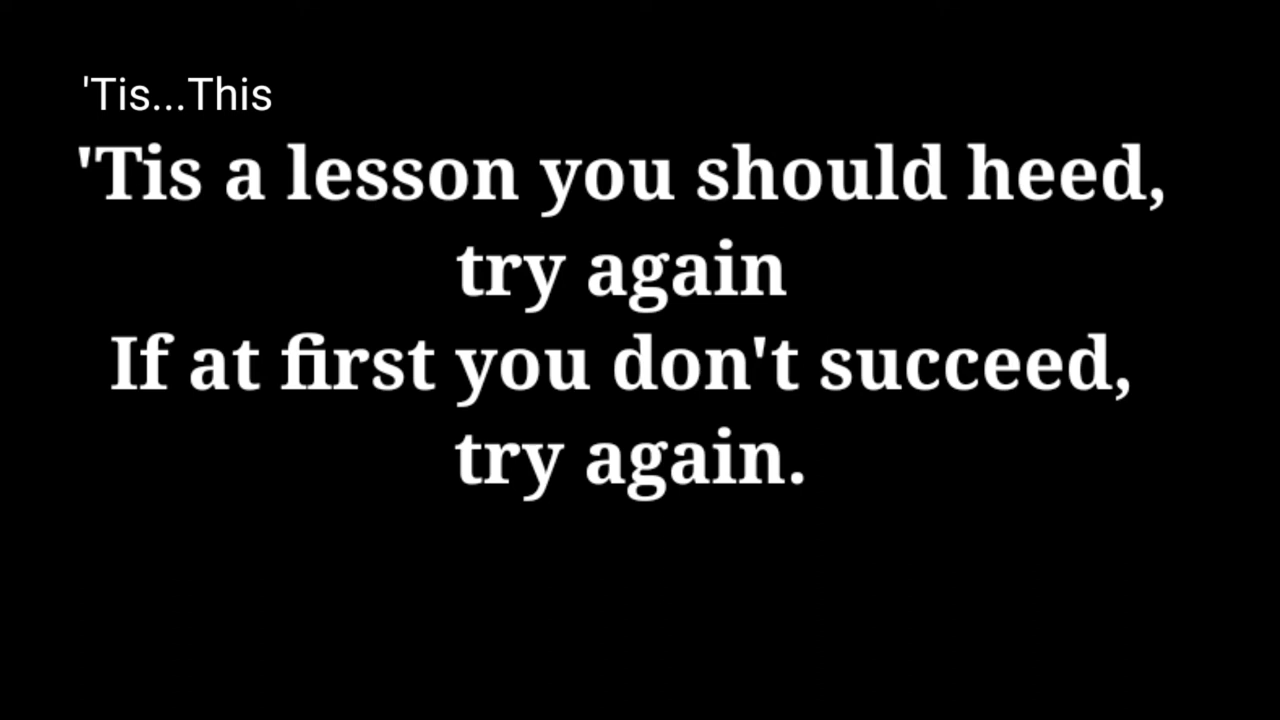 'Tis...This
'Tis a lesson you should heed,
try again
If at first you don't succeed,
try again.